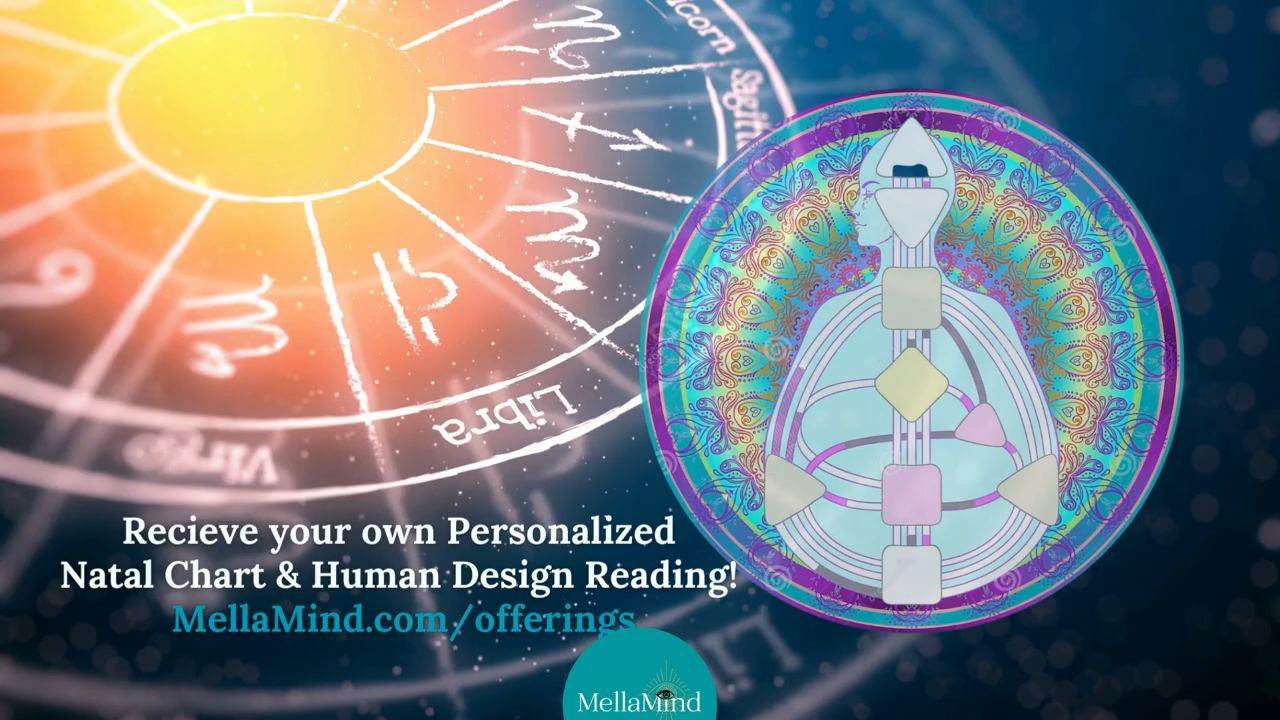 Libra
Virgo
Recieve your own Personalized
Natal Chart & Human Design Reading!
MellaMind.com/offerings
MellaMind